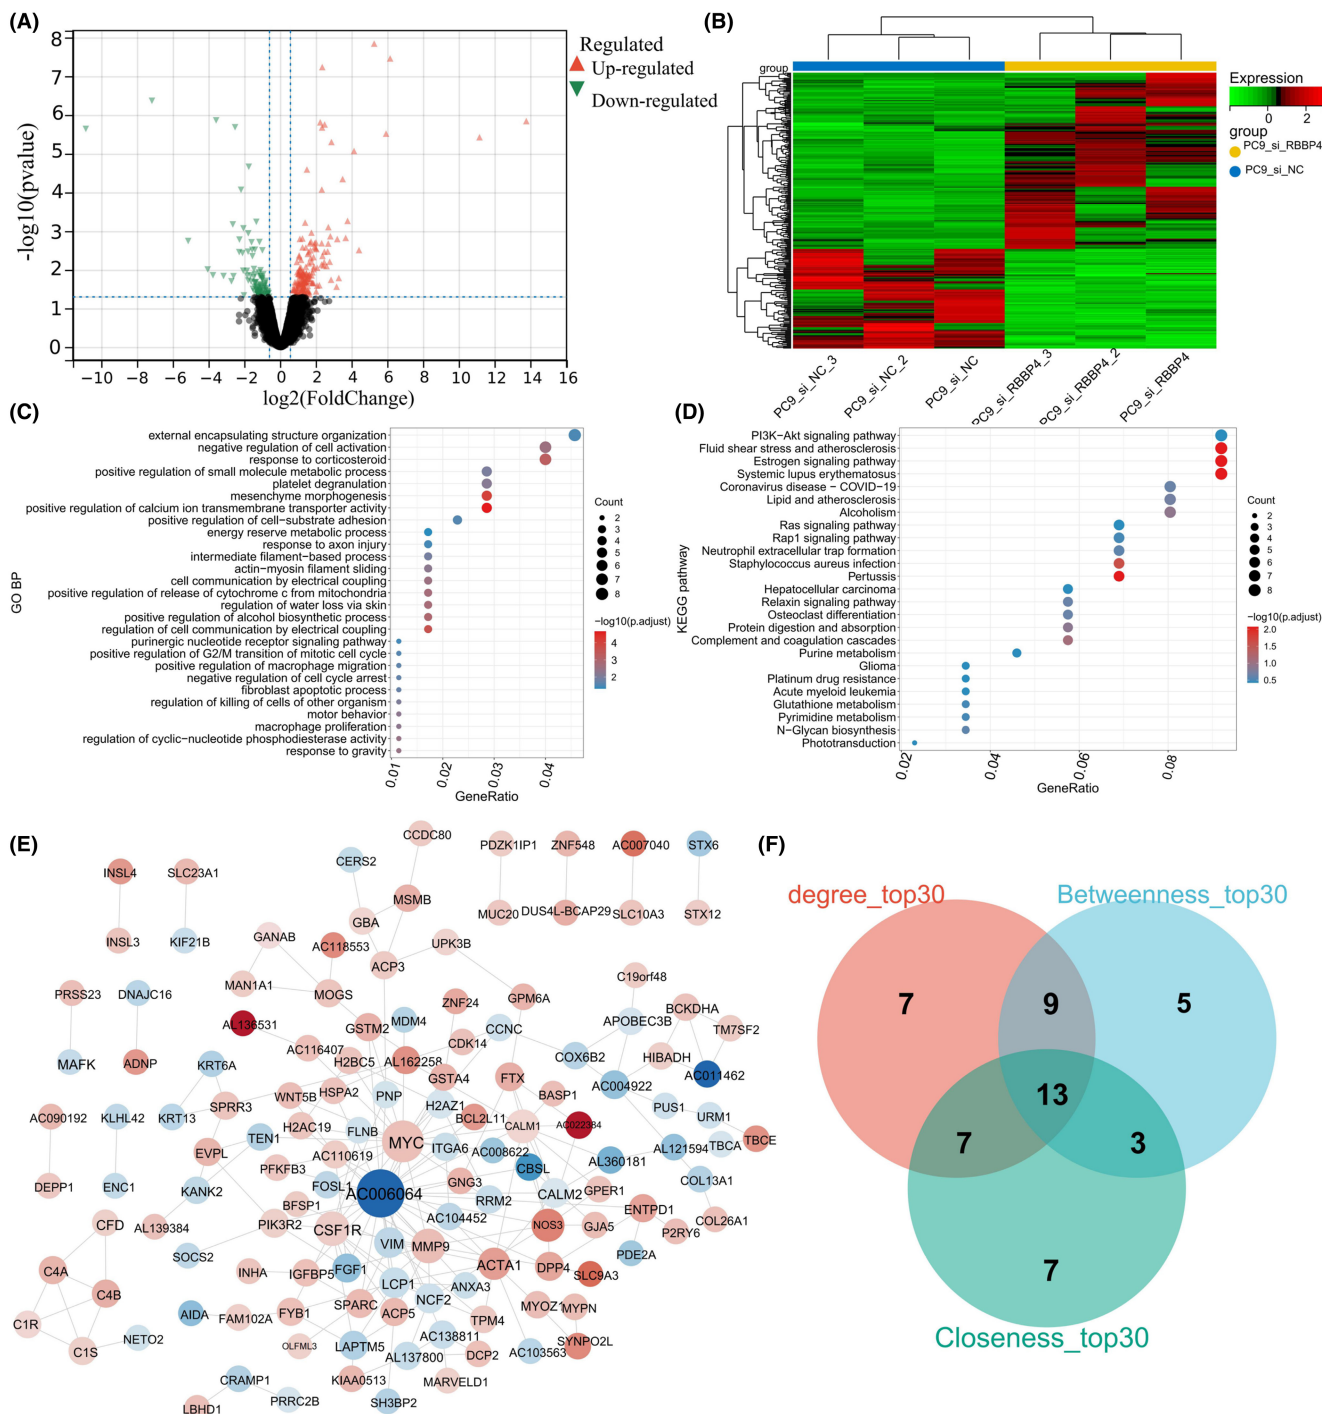 (A)
8
7
6
5
4
3
2
1
0
-log10(pvalue)
−10 −8 −6 −4 −2 0 2 4 6 8 10 12 14 16
log2(FoldChange)
Regulated
Up-regulated
Down-regulated
(B)
group
Expression
0 2
group
PC9_si_RBBP4
PC9_si_NC
PC9_si_NC_3
PC9_si_NC_2
PC9_si_NC
PC9_si_RBBP4_3
PC9_si_RBBP4_2
PC9_si_RBBP4
(C)
GO BP
external encapsulating structure organization
negative regulation of cell activation
response to corticosteroid
positive regulation of small molecule metabolic process
platelet degranulation
mesenchyme morphogenesis
positive regulation of calcium ion transmembrane transporter activity
positive regulation of cell−substrate adhesion
energy reserve metabolic process
response to axon injury
intermediate filament-based process
actin-myosin filament sliding
cell communication by electrical coupling
positive regulation of release of cytochrome c from mitochondria
regulation of water loss via skin
positive regulation of alcohol biosynthetic process
regulation of cell communication by electrical coupling
purinergic nucleotide receptor signaling pathway
positive regulation of G2/M transition of mitotic cell cycle
positive regulation of macrophage migration
negative regulation of cell cycle arrest
fibroblast apoptotic process
regulation of killing of cells of other organism
motor behavior
macrophage proliferation
regulation of cyclic−nucleotide phosphodiesterase activity
response to gravity
0.01 0.02 0.03 0.04
GeneRatio
Count
2
3
4
5
6
7
8
−log10(p.adjust)
4
3
2
(D)
KEGG pathway
PI3K−Akt signaling pathway
Fluid shear stress and atherosclerosis
Estrogen signaling pathway
Systemic lupus erythematosus
Coronavirus disease − COVID−19
Lipid and atherosclerosis
Alcoholism
Ras signaling pathway
Rap1 signaling pathway
Neutrophil extracellular trap formation
Staphylococcus aureus infection
Pertussis
Hepatocellular carcinoma
Relaxin signaling pathway
Osteoclast differentiation
Protein digestion and absorption
Complement and coagulation cascades
Purine metabolism
Glioma
Platinum drug resistance
Acute myeloid leukemia
Glutathione metabolism
Pyrimidine metabolism
N−Glycan biosynthesis
Phototransduction
0.02 0.04 0.06 0.08
GeneRatio
Count
2
3
4
5
6
7
8
−log10(p.adjust)
2.0
1.5
1.0
0.5
(E)
CCDC80
CERS2
PDZK1IP1 ZNF548 AC007040 STX6
INSL4 SLC23A1
MSMB
MUC20 DUS4L-BCAP29 SLC10A3 STX12
GBA
INSL3 KIF21B GANAB AC118553 UPK3B
ACP3
C19orf48
MAN1A1 MOGS
PRSS23 DNAJC16 ZNF24 GPM6A BCKDHA
AL136531 GSTM2 MDM4 CCNC APOBEC3B TM7SF2
AC116407 H2BC5 AL162258 CDK14 COX6B2 HIBADH
MAFK ADNP KRT6A GSTA4 FTX AC004922 AC011462
WNT5B HSPA2 PNP BASP1
SPRR3 H2AZ1 PUS1
AC090192 KLHL42 KRT13 H2AC19 BCL2L11 CALM1 AC022384 URM1
TEN1 FLNB MYC ITGA6 AC008622 AL121594 TBCA TBCE
EVPL AC110619 CBSL AL360181
PFKFB3 GNG3
DEPP1 ENC1 KANK2 FOSL1 AC006064 RRM2 CALM2 GPER1 COL13A1
BFSP1 AC104452 ENTPD1
CFD AL139384 PIK3R2 CSF1R NOS3 GJA5 P2RY6 COL26A1
VIM MMP9
SOCS2 PDE2A
C4A INHA IGFBP5 FGF1 LCP1 ACTA1 DPP4 SLC9A3
C4B ANXA3
AIDA FAM102A FYB1 SPARC ACP5 NCF2 MYOZ1 MYPN
C1R TPM4
NETO2 OLFML3 LAPTM5 AC138811 SYNPO2L
C1S AL137800 DCP2 AC103563
CRAMP1 KIAA0513 MARVELD1
LBHD1 PRRC2B SH3BP2
(F)
degree_top30 Betweenness_top30
7 9 5
13
7 3
7
Closeness_top30